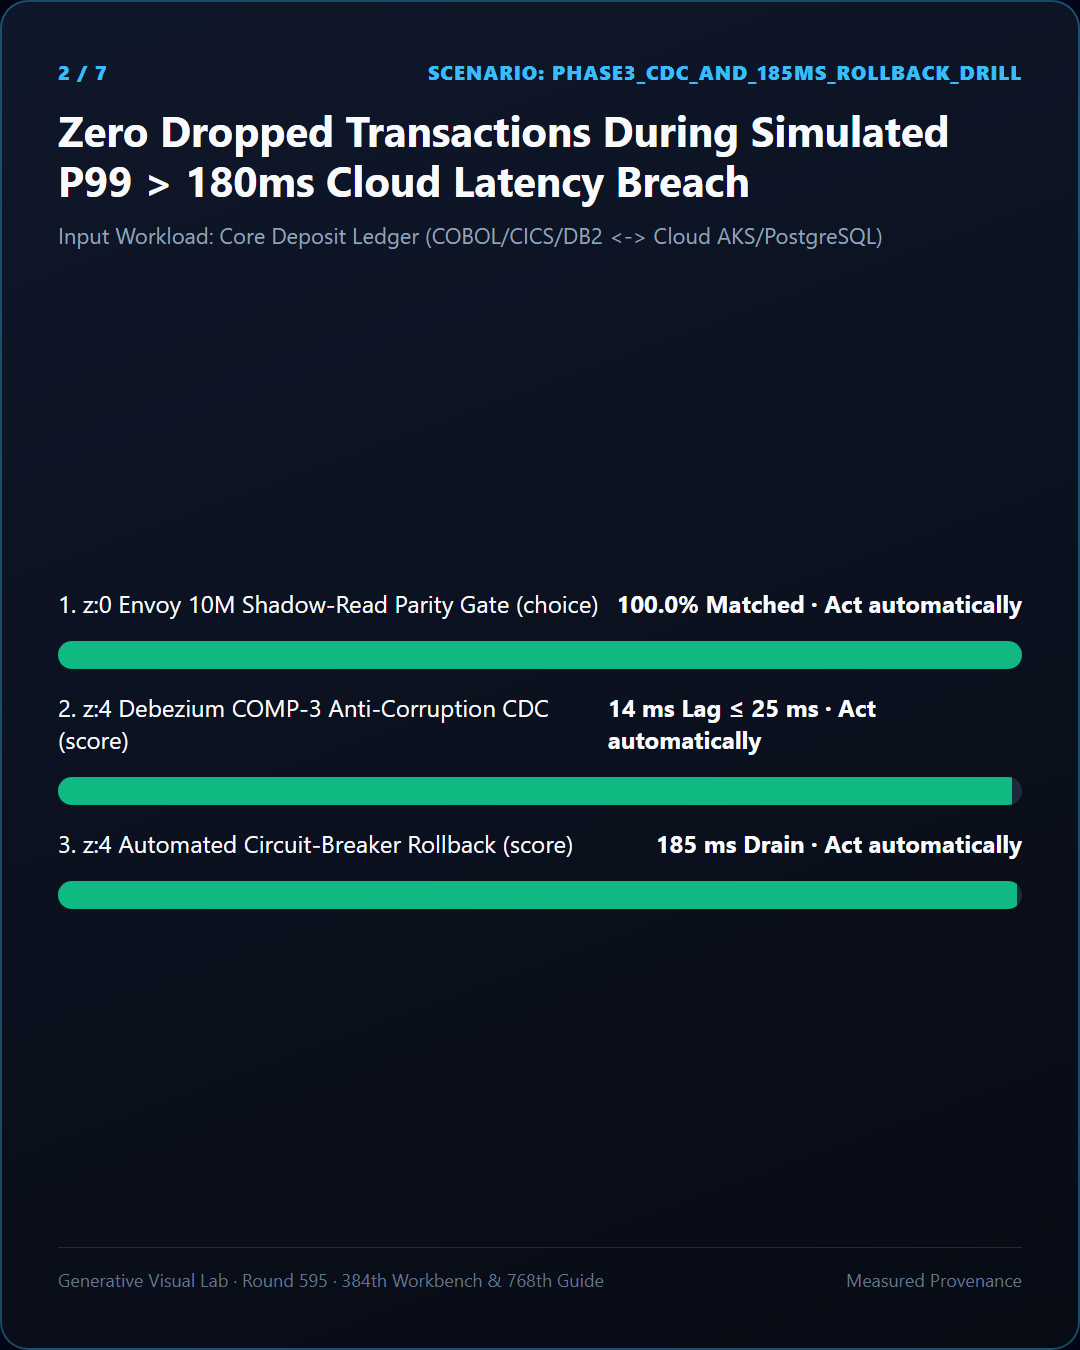 2 / 7
SCENARIO: PHASE3_CDC_AND_185MS_ROLLBACK_DRILL
Zero Dropped Transactions During Simulated
P99 > 180ms Cloud Latency Breach
Input Workload: Core Deposit Ledger (COBOL/CICS/DB2 <-> Cloud AKS/PostgreSQL)
1. z:0 Envoy 10M Shadow-Read Parity Gate (choice)
100.0% Matched · Act automatically
2. z:4 Debezium COMP-3 Anti-Corruption CDC
(score)
14 ms Lag ≤ 25 ms · Act
automatically
3. z:4 Automated Circuit-Breaker Rollback (score)
185 ms Drain · Act automatically
Generative Visual Lab · Round 595 · 384th Workbench & 768th Guide
Measured Provenance